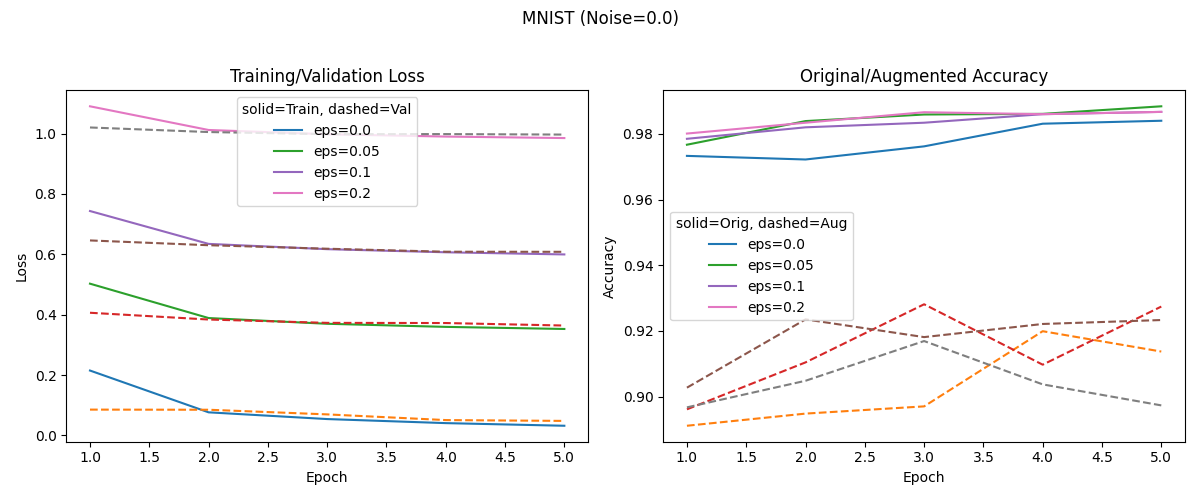 MNIST (Noise=0.0)
Training/Validation Loss
solid=Train, dashed=Val
eps=0.0
eps=0.05
eps=0.1
eps=0.2
Loss
1.0
0.8
0.6
0.4
0.2
0.0
1.0 1.5 2.0 2.5 3.0 3.5 4.0 4.5 5.0
Epoch
Original/Augmented Accuracy
solid=Orig, dashed=Aug
eps=0.0
eps=0.05
eps=0.1
eps=0.2
Accuracy
0.98
0.96
0.94
0.92
0.90
1.0 1.5 2.0 2.5 3.0 3.5 4.0 4.5 5.0
Epoch